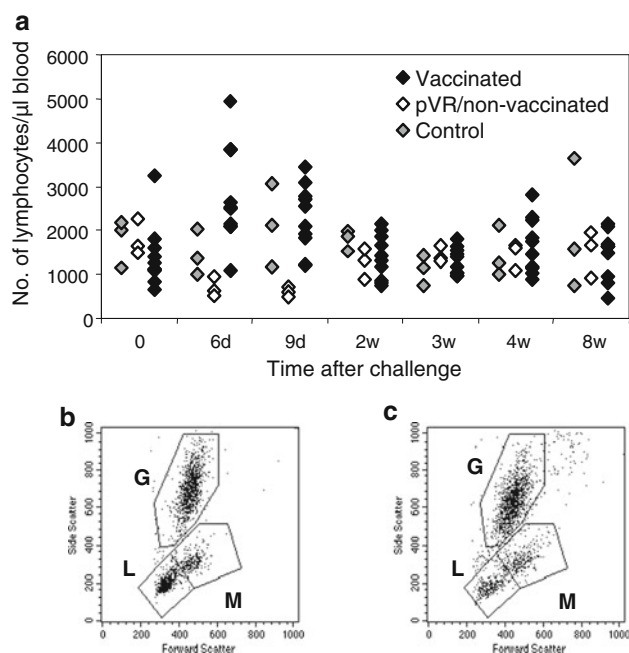 a
No. of lymphocytes/µl blood
6000
5000
4000
3000
2000
1000
0
Vaccinated
pVR/non-vaccinated
Control
0 6d 9d 2w 3w 4w 8w
Time after challenge
b
Side Scatter
1000
800
600
400
200
0
G
L
M
0 200 400 600 800 1000
Forward Scatter
c
Side Scatter
1000
800
600
400
200
0
G
L
M
0 200 400 600 800 1000
Forward Scatter